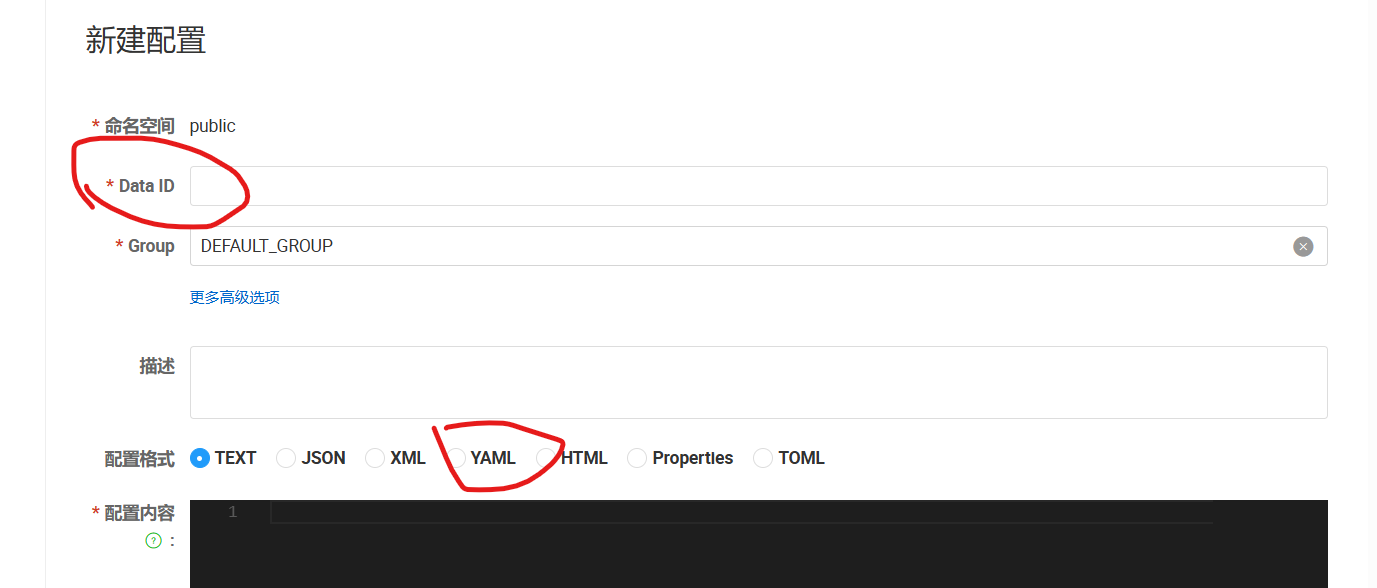 新建配置
* 命名空间 public
* Data ID
* Group DEFAULT_GROUP
更多高级选项
描述
配置格式 TEXT JSON XML YAML HTML Properties TOML
* 配置内容 1
? :